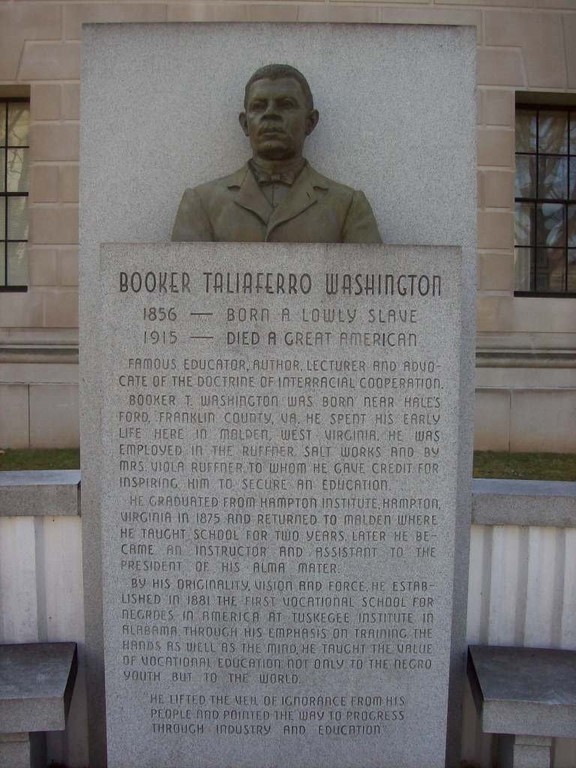 BOOKER TALIAFERRO WASHINGTON
1856 — BORN A LOWLY SLAVE
1915 — DIED A GREAT AMERICAN
FAMOUS EDUCATOR, AUTHOR, LECTURER AND ADVO-
CATE OF THE DOCTRINE OF INTERRACIAL COOPERATION.
BOOKER T. WASHINGTON WAS BORN NEAR HALE'S
FORD, FRANKLIN COUNTY, VA. HE SPENT HIS EARLY
LIFE HERE IN MALDEN, WEST VIRGINIA. HE WAS
EMPLOYED IN THE RUFFNER SALT WORKS AND BY
MRS. VIOLA RUFFNER, TO WHOM HE GAVE CREDIT FOR
INSPIRING HIM TO SECURE AN EDUCATION.
HE GRADUATED FROM HAMPTON INSTITUTE, HAMPTON,
VIRGINIA IN 1875 AND RETURNED TO MALDEN WHERE
HE TAUGHT SCHOOL FOR TWO YEARS. LATER HE BE-
CAME AN INSTRUCTOR AND ASSISTANT TO THE
PRESIDENT OF HIS ALMA MATER.
BY HIS ORIGINALITY, VISION AND FORCE, HE ESTAB-
LISHED IN 1881 THE FIRST VOCATIONAL SCHOOL FOR
NEGROES IN AMERICA AT TUSKEGEE INSTITUTE IN
ALABAMA THROUGH HIS EMPHASIS ON TRAINING THE
HANDS AS WELL AS THE MIND, HE TAUGHT THE VALUE
OF VOCATIONAL EDUCATION NOT ONLY TO THE NEGRO
YOUTH BUT TO THE WORLD.
"HE LIFTED THE VEIL OF IGNORANCE FROM HIS
PEOPLE AND POINTED THE WAY TO PROGRESS
THROUGH INDUSTRY AND EDUCATION"